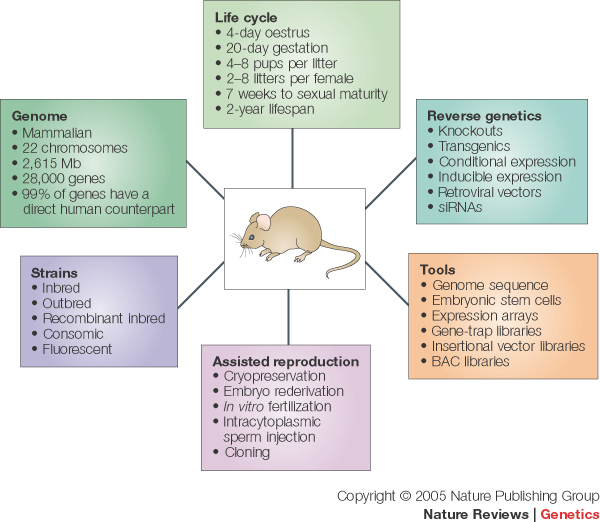 Life cycle
• 4-day oestrus
• 20-day gestation
• 4–8 pups per litter
• 2–8 litters per female
• 7 weeks to sexual maturity
• 2-year lifespan
Genome
• Mammalian
• 22 chromosomes
• 2,615 Mb
• 28,000 genes
• 99% of genes have a
direct human counterpart
Reverse genetics
• Knockouts
• Transgenics
• Conditional expression
• Inducible expression
• Retroviral vectors
• siRNAs
Strains
• Inbred
• Outbred
• Recombinant inbred
• Consomic
• Fluorescent
Tools
• Genome sequence
• Embryonic stem cells
• Expression arrays
• Gene-trap libraries
• Insertional vector libraries
• BAC libraries
Assisted reproduction
• Cryopreservation
• Embryo rederivation
• In vitro fertilization
• Intracytoplasmic
sperm injection
• Cloning
Copyright © 2005 Nature Publishing Group
Nature Reviews | Genetics